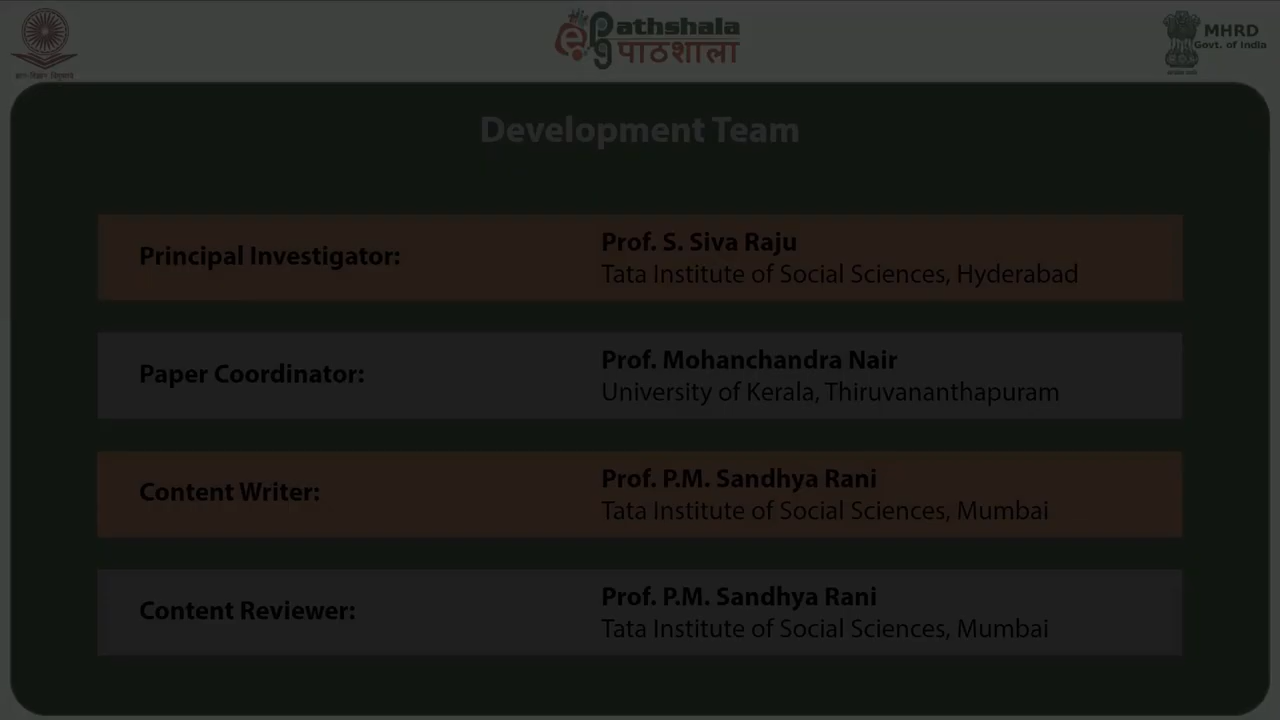 ePG Pathshala
पाठशाला
MHRD
Govt. of India
Development Team
Principal Investigator:
Prof. S. Siva Raju
Tata Institute of Social Sciences, Hyderabad
Paper Coordinator:
Prof. Mohanchandra Nair
University of Kerala, Thiruvananthapuram
Content Writer:
Prof. P.M. Sandhya Rani
Tata Institute of Social Sciences, Mumbai
Content Reviewer:
Prof. P.M. Sandhya Rani
Tata Institute of Social Sciences, Mumbai